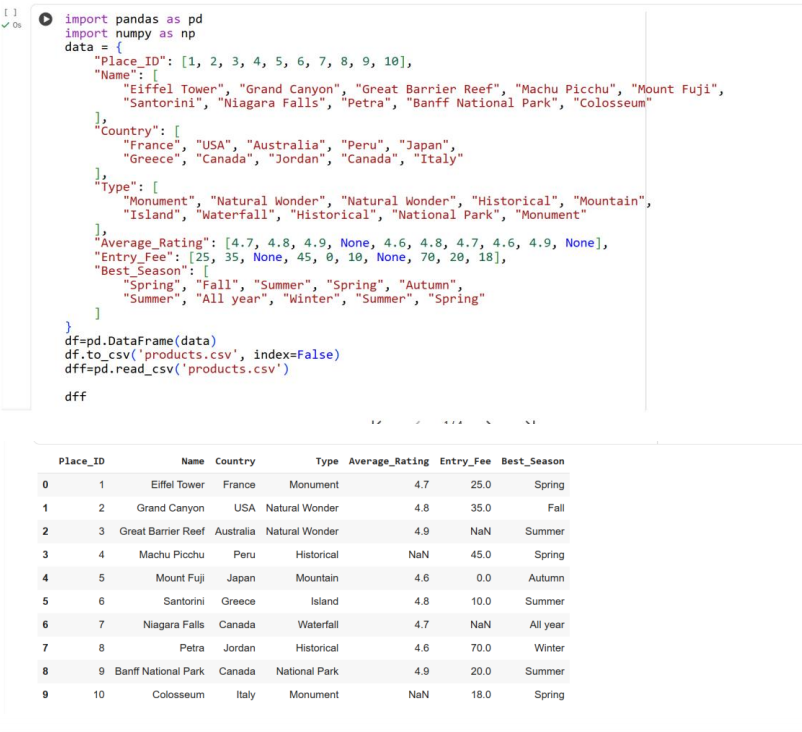 [ ]
0s
import pandas as pd
import numpy as np
data = {
"Place_ID": [1, 2, 3, 4, 5, 6, 7, 8, 9, 10],
"Name": [
"Eiffel Tower", "Grand Canyon", "Great Barrier Reef", "Machu Picchu", "Mount Fuji",
"Santorini", "Niagara Falls", "Petra", "Banff National Park", "Colosseum"
],
"Country": [
"France", "USA", "Australia", "Peru", "Japan",
"Greece", "Canada", "Jordan", "Canada", "Italy"
],
"Type": [
"Monument", "Natural Wonder", "Natural Wonder", "Historical", "Mountain",
"Island", "Waterfall", "Historical", "National Park", "Monument"
],
"Average_Rating": [4.7, 4.8, 4.9, None, 4.6, 4.8, 4.7, 4.6, 4.9, None],
"Entry_Fee": [25, 35, None, 45, 0, 10, None, 70, 20, 18],
"Best_Season": [
"Spring", "Fall", "Summer", "Spring", "Autumn",
"Summer", "All year", "Winter", "Summer", "Spring"
]
}
df=pd.DataFrame(data)
df.to_csv('products.csv', index=False)
dff=pd.read_csv('products.csv')
dff
Place_ID Name Country Type Average_Rating Entry_Fee Best_Season
0 1 Eiffel Tower France Monument 4.7 25.0 Spring
1 2 Grand Canyon USA Natural Wonder 4.8 35.0 Fall
2 3 Great Barrier Reef Australia Natural Wonder 4.9 NaN Summer
3 4 Machu Picchu Peru Historical NaN 45.0 Spring
4 5 Mount Fuji Japan Mountain 4.6 0.0 Autumn
5 6 Santorini Greece Island 4.8 10.0 Summer
6 7 Niagara Falls Canada Waterfall 4.7 NaN All year
7 8 Petra Jordan Historical 4.6 70.0 Winter
8 9 Banff National Park Canada National Park 4.9 20.0 Summer
9 10 Colosseum Italy Monument NaN 18.0 Spring